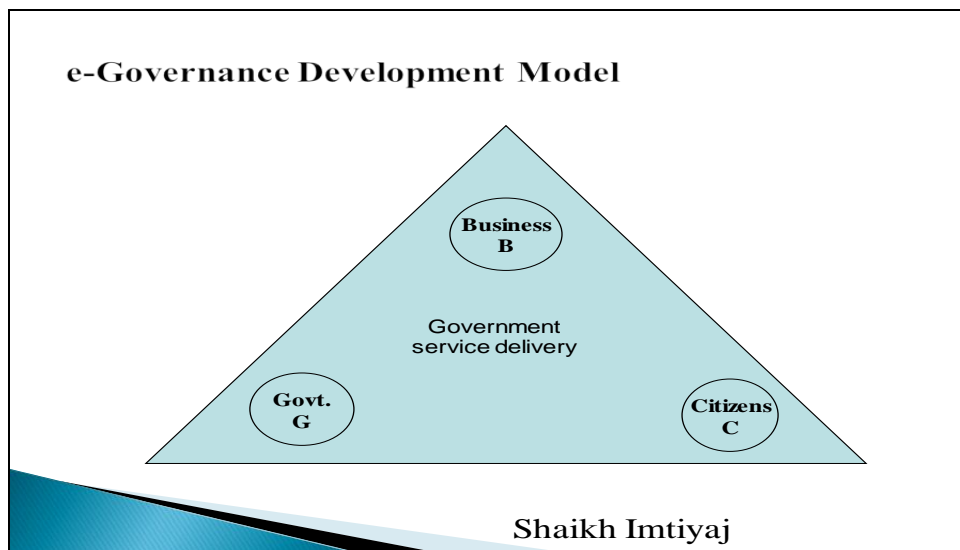 e-Governance Development Model
Business
B
Government
service delivery
Govt.
G
Citizens
C
Shaikh Imtiyaj